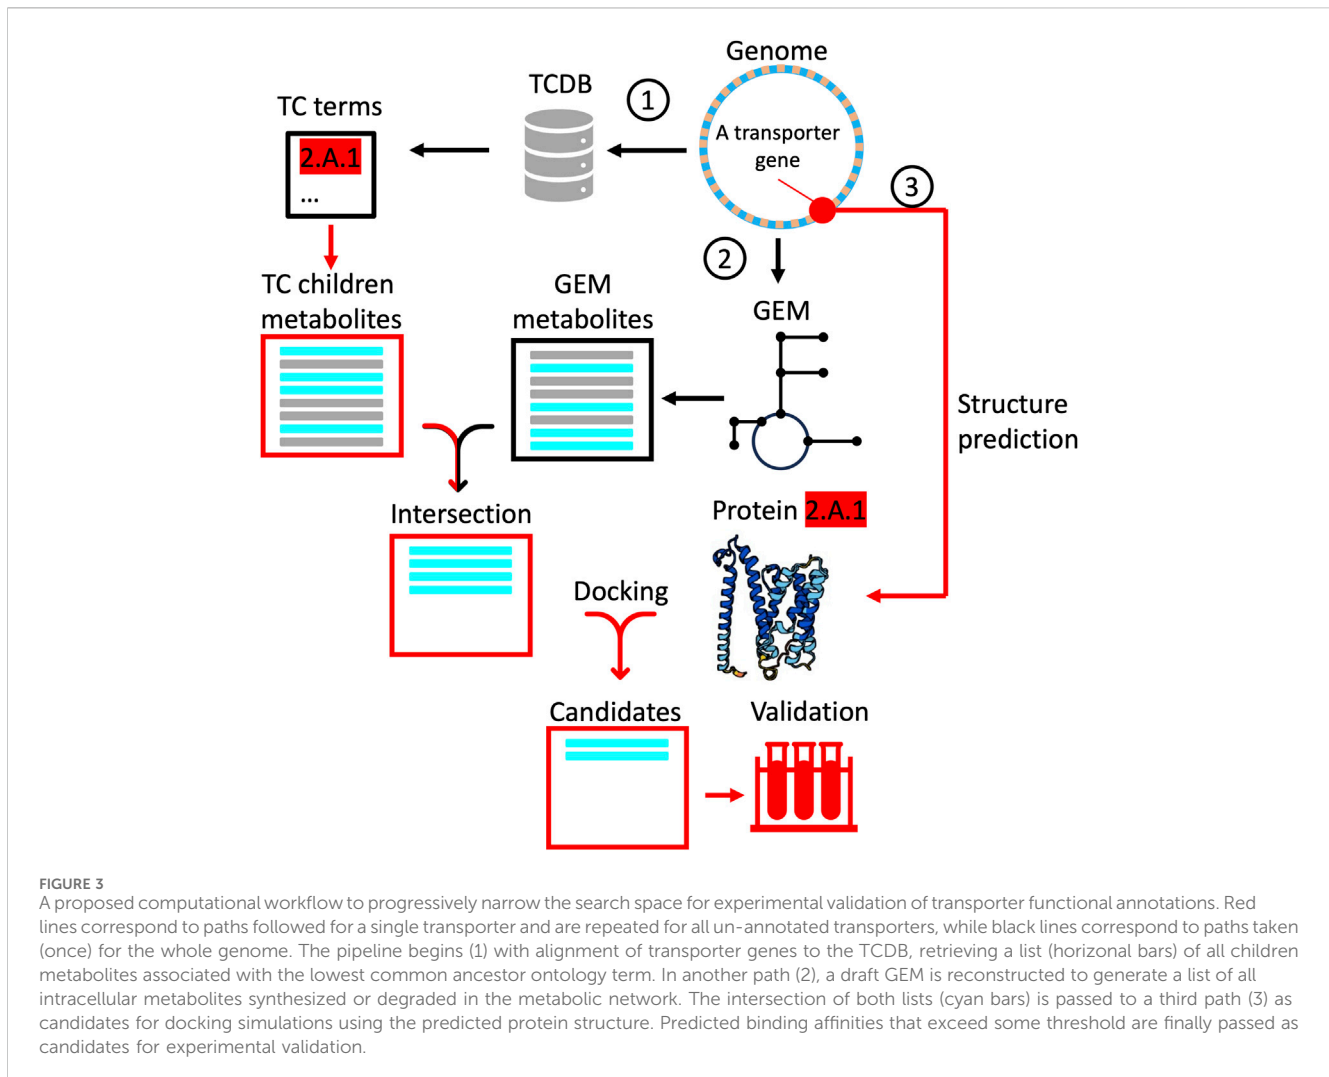 Genome
TCDB
1
TC terms
A transporter
gene
2.A.1
...
3
2
TC children
metabolites
GEM
metabolites
GEM
Structure
prediction
Protein 2.A.1
Intersection
Docking
Candidates
Validation
FIGURE 3
A proposed computational workflow to progressively narrow the search space for experimental validation of transporter functional annotations. Red
lines correspond to paths followed for a single transporter and are repeated for all un-annotated transporters, while black lines correspond to paths taken
(once) for the whole genome. The pipeline begins (1) with alignment of transporter genes to the TCDB, retrieving a list (horizonal bars) of all children
metabolites associated with the lowest common ancestor ontology term. In another path (2), a draft GEM is reconstructed to generate a list of all
intracellular metabolites synthesized or degraded in the metabolic network. The intersection of both lists (cyan bars) is passed to a third path (3) as
candidates for docking simulations using the predicted protein structure. Predicted binding affinities that exceed some threshold are finally passed as
candidates for experimental validation.